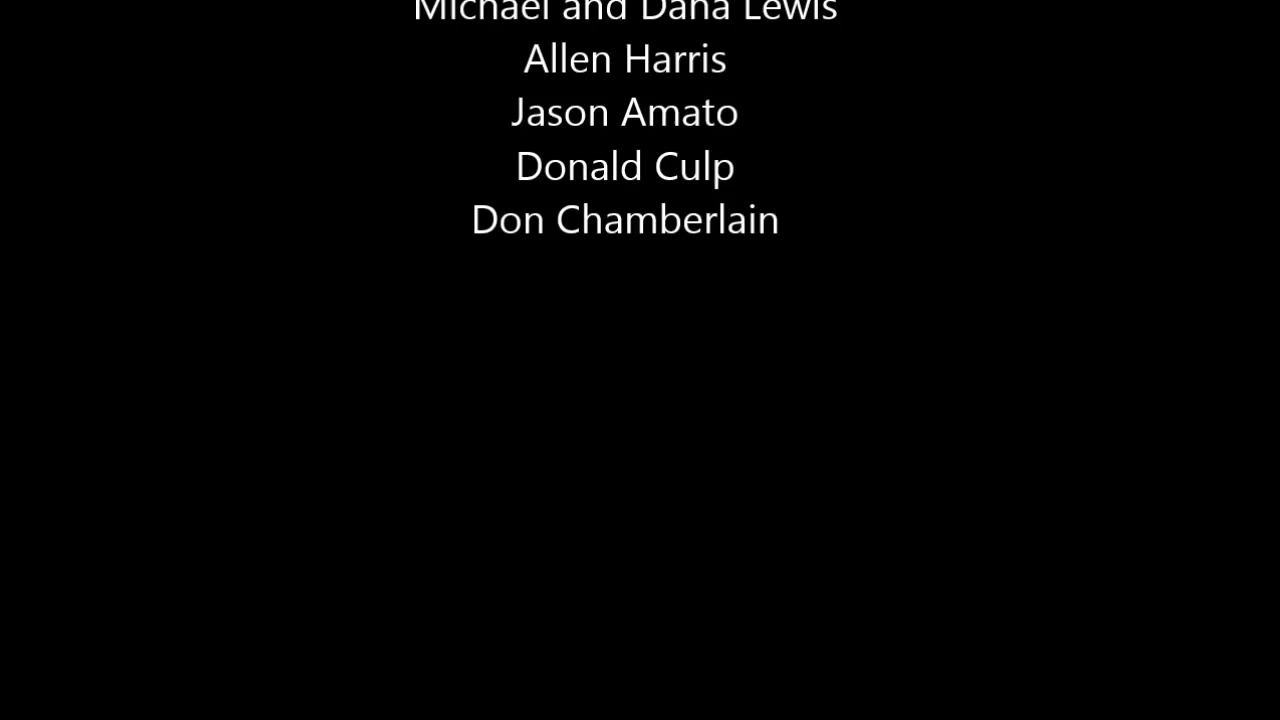 Michael and Dana Lewis
Allen Harris
Jason Amato
Donald Culp
Don Chamberlain